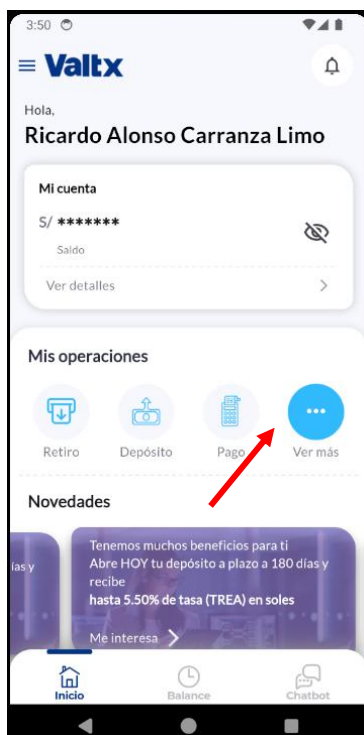 3:50
Valtx
Hola,
Ricardo Alonso Carranza Limo
Mi cuenta
S/ *******
Saldo
Ver detalles
Mis operaciones
Retiro Depósito Pago Ver más
Novedades
ías y
Tenemos muchos beneficios para ti
Abre HOY tu depósito a plazo a 180 días y
recibe
hasta 5.50% de tasa (TREA) en soles
Me interesa
Inicio Balance Chatbot